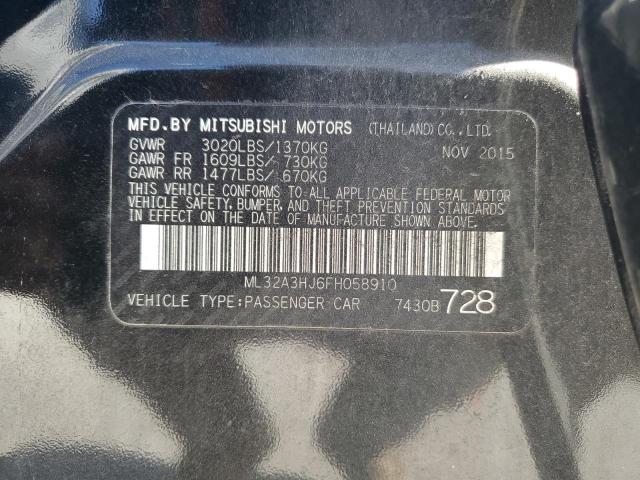 MFD.BY MITSUBISHI MOTORS (THAILAND)CO.,LTD.
GVWR 3020LBS/1370KG NOV 2015
GAWR FR 1609LBS/ 730KG
GAWR RR 1477LBS/ 670KG
THIS VEHICLE CONFORMS TO ALL APPLICABLE FEDERAL MOTOR
VEHICLE SAFETY,BUMPER,AND THEFT PREVENTION STANDARDS
IN EFFECT ON THE DATE OF MANUFACTURE SHOWN ABOVE.
ML32A3HJ6FH058910
VEHICLE TYPE:PASSENGER CAR 7430B 728